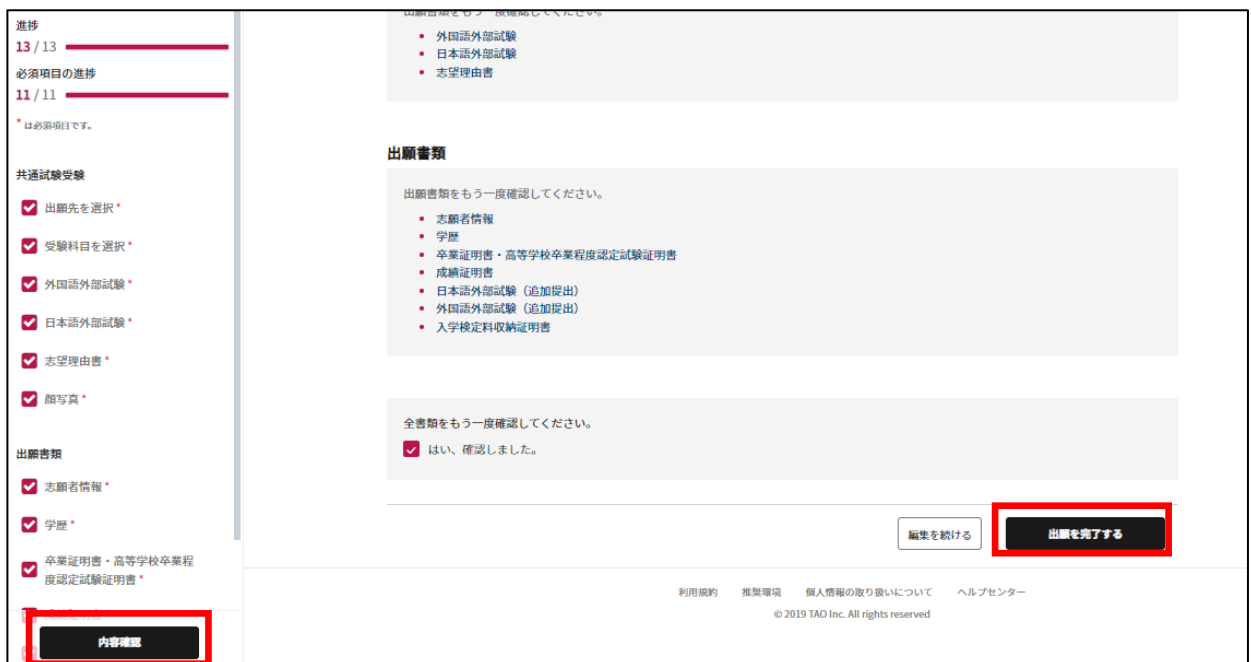 進捗
13 / 13
必須項目の進捗
11 / 11
* は必須項目です。
共通試験受験
出願先を選択 *
受験科目を選択 *
外国語外部試験 *
日本語外部試験 *
志望理由書 *
顔写真 *
出願書類
志願者情報 *
学歴 *
卒業証明書・高等学校卒業程
度認定試験証明書 *
内容確認
出願書類をもう一度確認してください。
• 外国語外部試験
• 日本語外部試験
• 志望理由書
出願書類
出願書類をもう一度確認してください。
• 志願者情報
• 学歴
• 卒業証明書・高等学校卒業程度認定試験証明書
• 成績証明書
• 日本語外部試験（追加提出）
• 外国語外部試験（追加提出）
• 入学検定料収納証明書
全書類をもう一度確認してください。
はい、確認しました。
編集を続ける
出願を完了する
利用規約 推奨環境 個人情報の取り扱いについて ヘルプセンター
© 2019 TAO Inc. All rights reserved